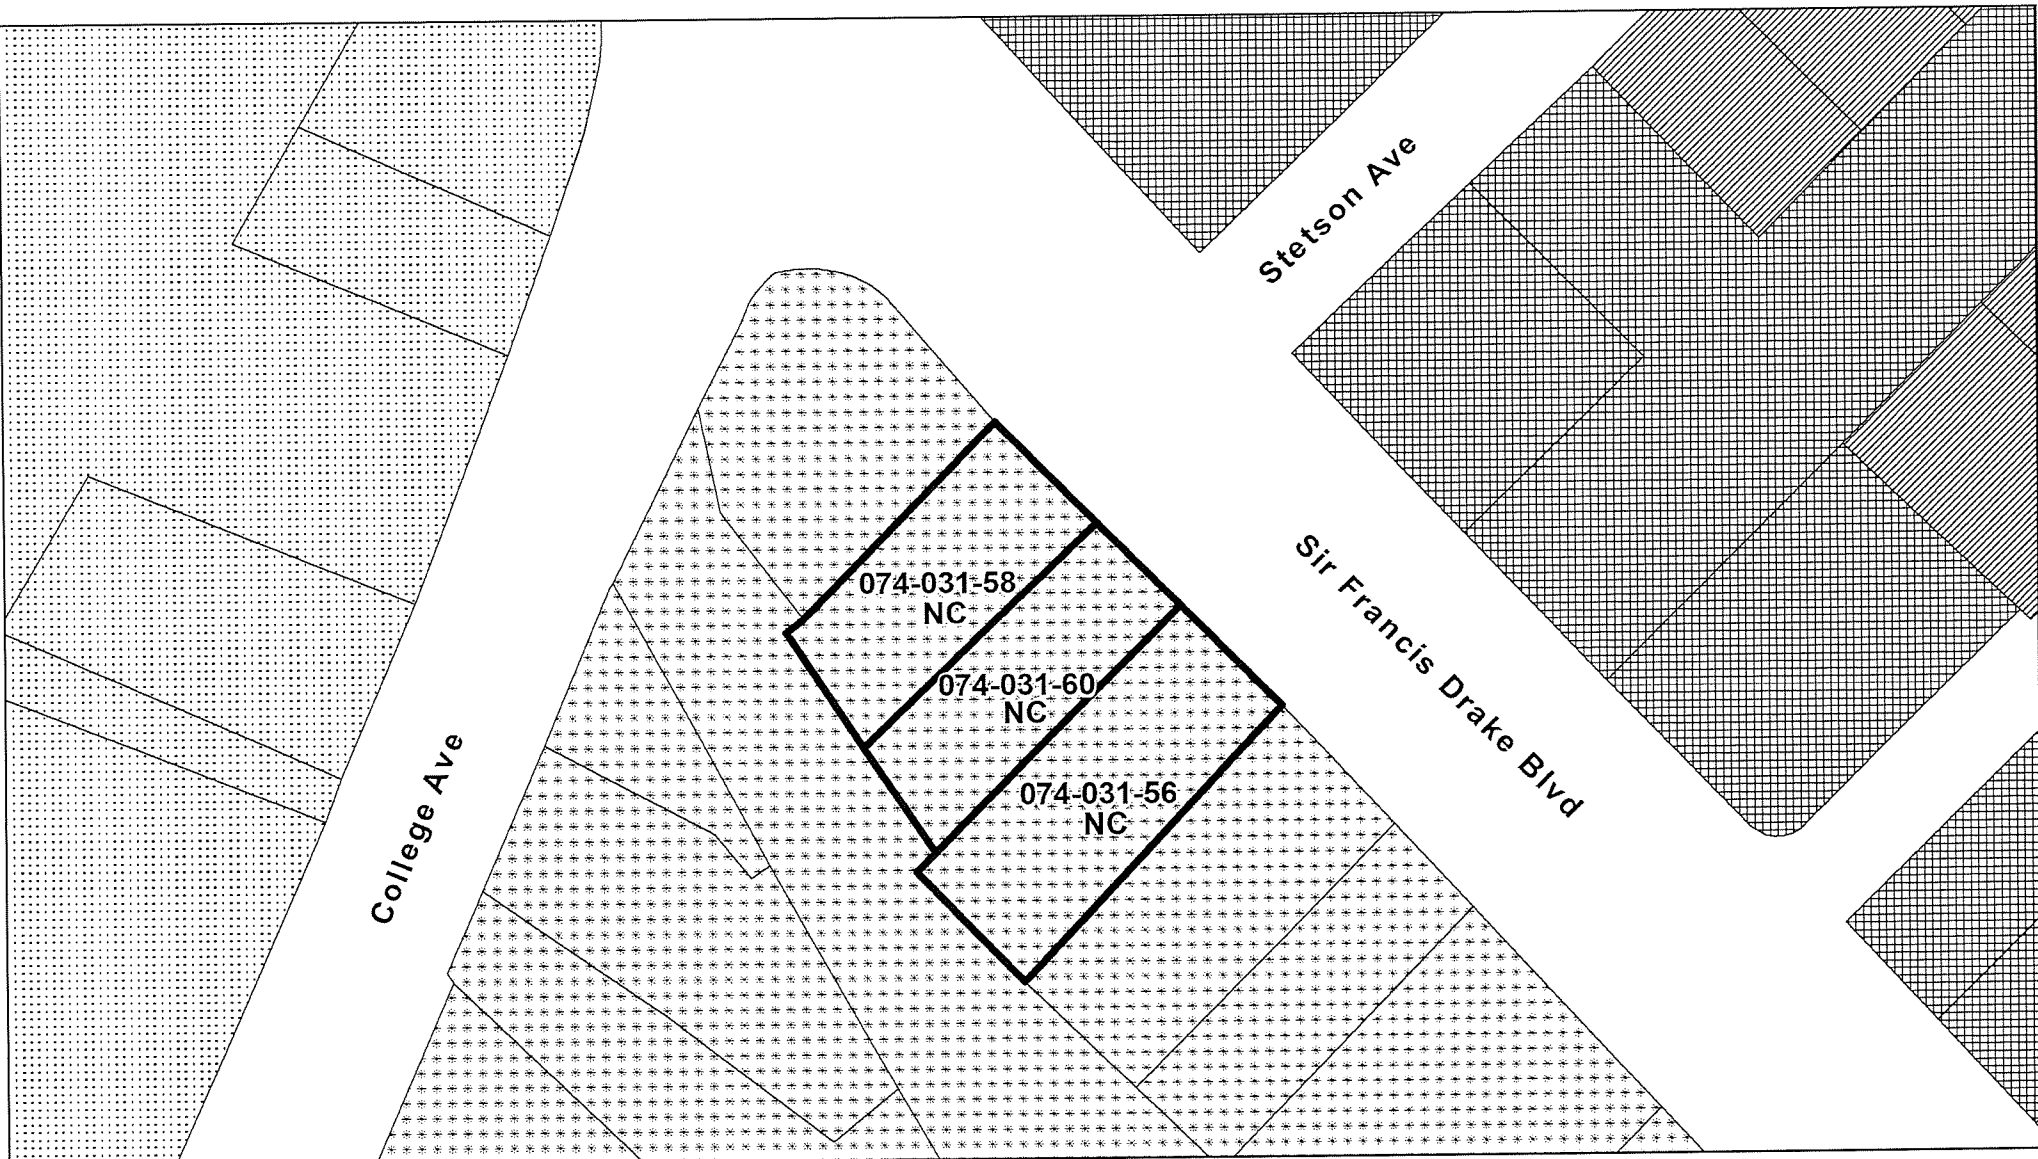 Stetson Ave
Sir Francis Drake Blvd
074-031-58
NC
074-031-60
NC
074-031-56
NC
College Ave